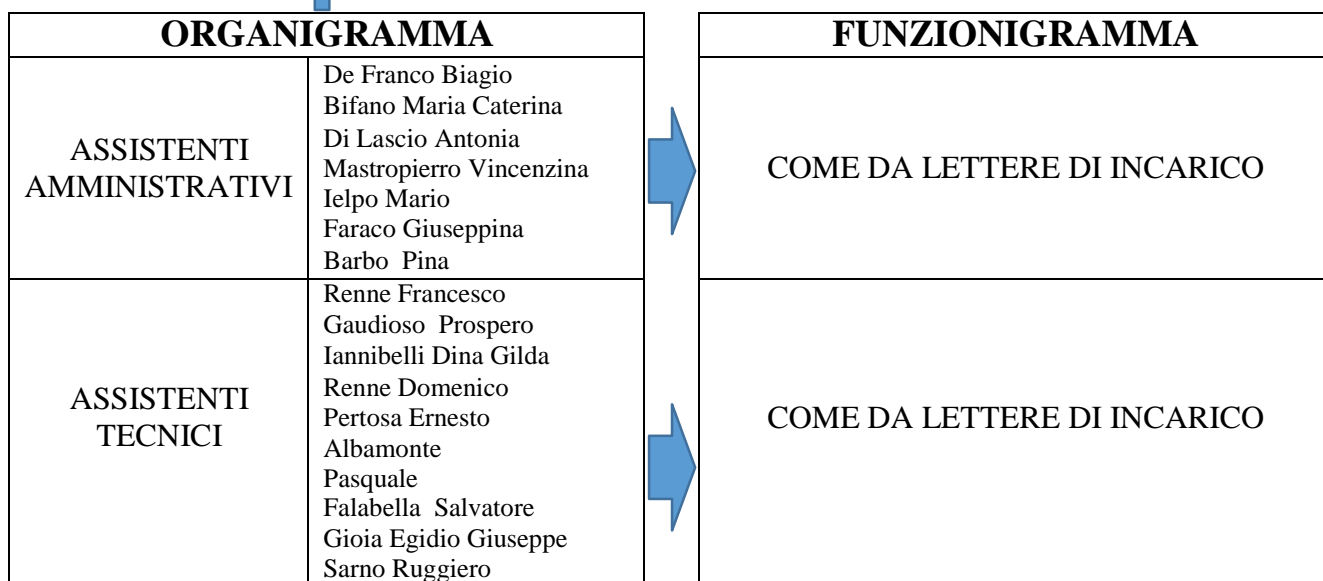 ORGANIGRAMMA
FUNZIONIGRAMMA
ASSISTENTI
AMMINISTRATIVI
De Franco Biagio
Bifano Maria Caterina
Di Lascio Antonia
Mastropierro Vincenzina
Ielpo Mario
Faraco Giuseppina
Barbo  Pina
COME DA LETTERE DI INCARICO
ASSISTENTI
TECNICI
Renne Francesco
Gaudioso  Prospero
Iannibelli Dina Gilda
Renne Domenico
Pertosa Ernesto
Albamonte
Pasquale
Falabella  Salvatore
Gioia Egidio Giuseppe
Sarno Ruggiero
COME DA LETTERE DI INCARICO